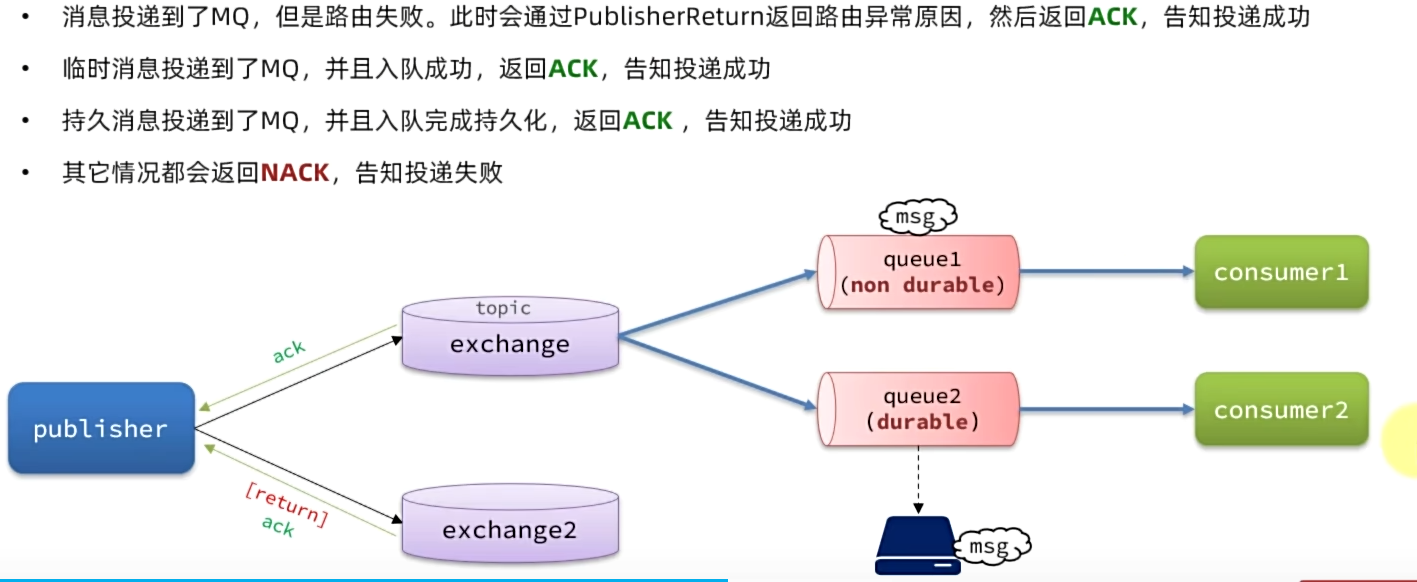 • 消息投递到了MQ，但是路由失败。此时会通过PublisherReturn返回路由异常原因，然后返回ACK，告知投递成功
• 临时消息投递到了MQ，并且入队成功，返回ACK，告知投递成功
• 持久消息投递到了MQ，并且入队完成持久化，返回ACK ，告知投递成功
• 其它情况都会返回NACK，告知投递失败
msg
queue1
(non durable)
consumer1
topic
exchange
ack
queue2
(durable)
consumer2
publisher
[return]
ack
exchange2
msg